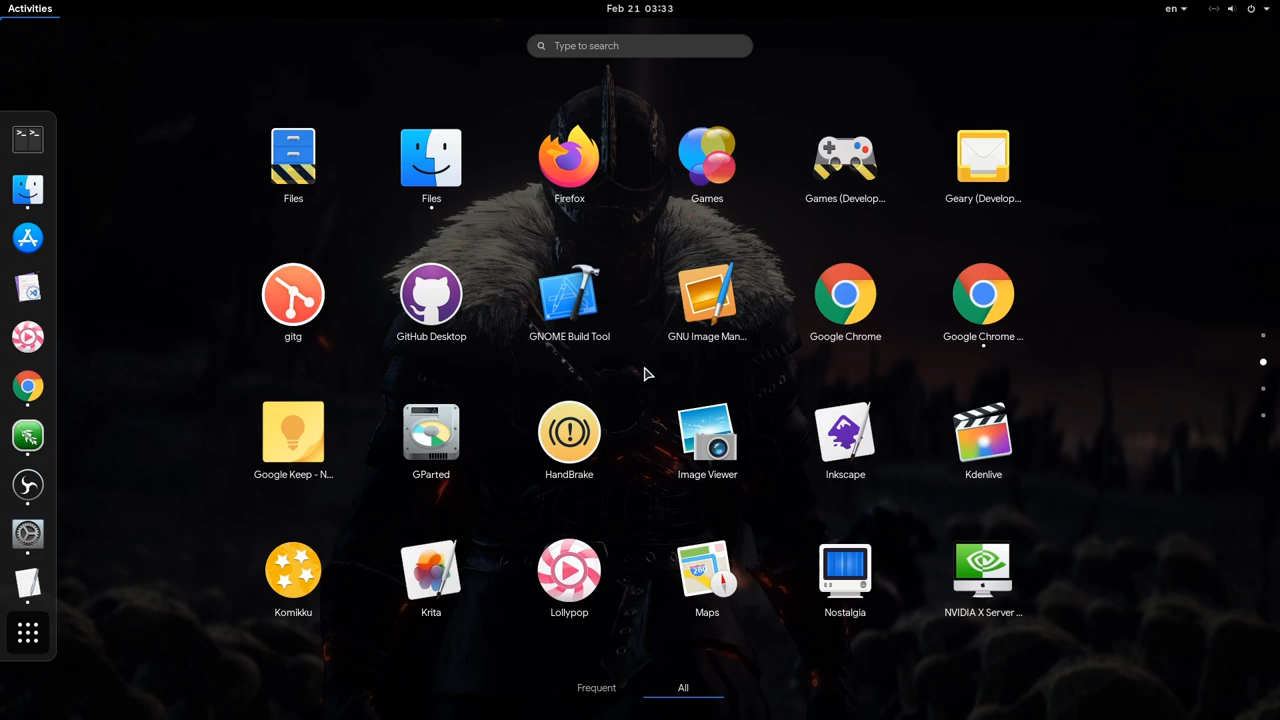 Activities
Feb 21 03:33
en
Type to search
Files
Files
Firefox
Games
Games (Develop...
Geary (Develop...
gitg
GitHub Desktop
GNOME Build Tool
GNU Image Man...
Google Chrome
Google Chrome ...
Google Keep - N...
GParted
HandBrake
Image Viewer
Inkscape
Kdenlive
Komikku
Krita
Lollypop
Maps
Nostalgia
NVIDIA X Server ...
Frequent
All